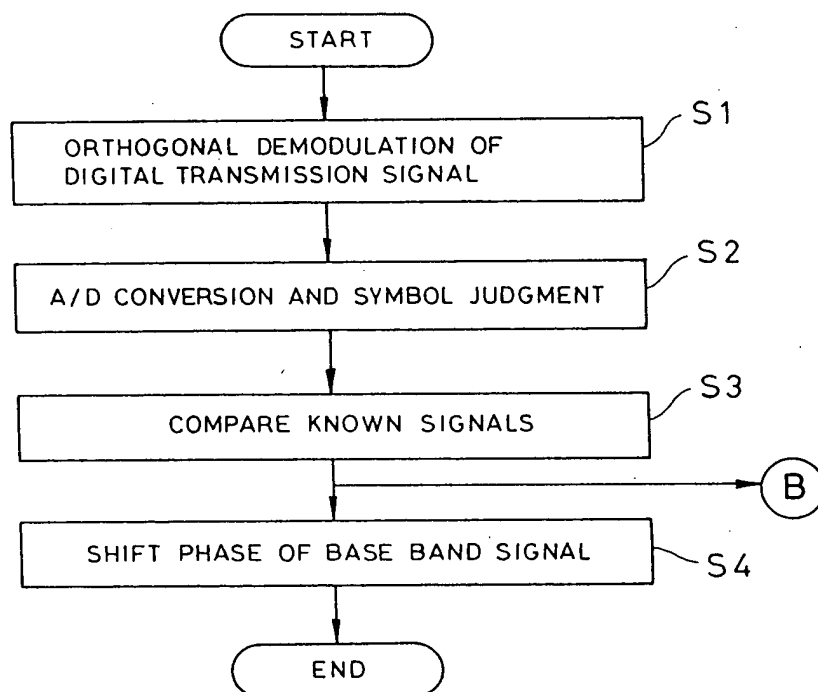 START
S1
ORTHOGONAL DEMODULATION OF
DIGITAL TRANSMISSION SIGNAL
S2
A/D CONVERSION AND SYMBOL JUDGMENT
S3
COMPARE KNOWN SIGNALS
B
SHIFT PHASE OF BASE BAND SIGNAL
S4
END